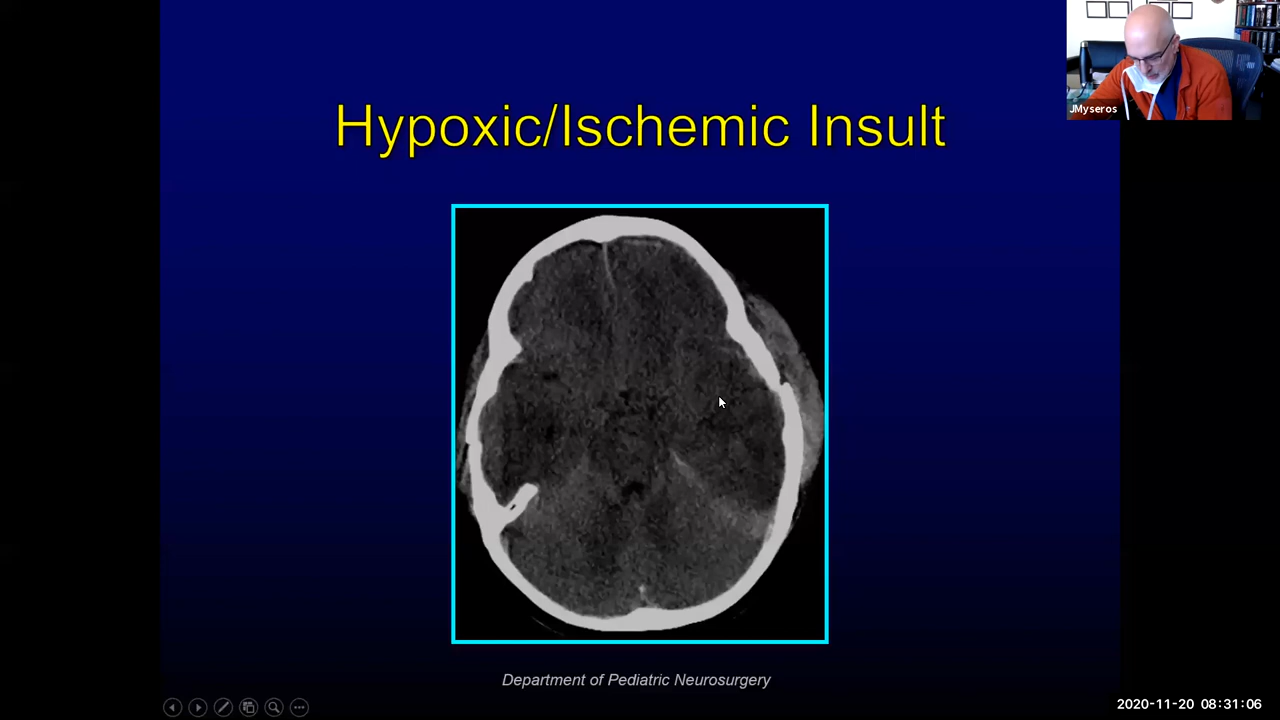 JMyseros
Hypoxic/Ischemic Insult
Department of Pediatric Neurosurgery
2020-11-20 08:31:06